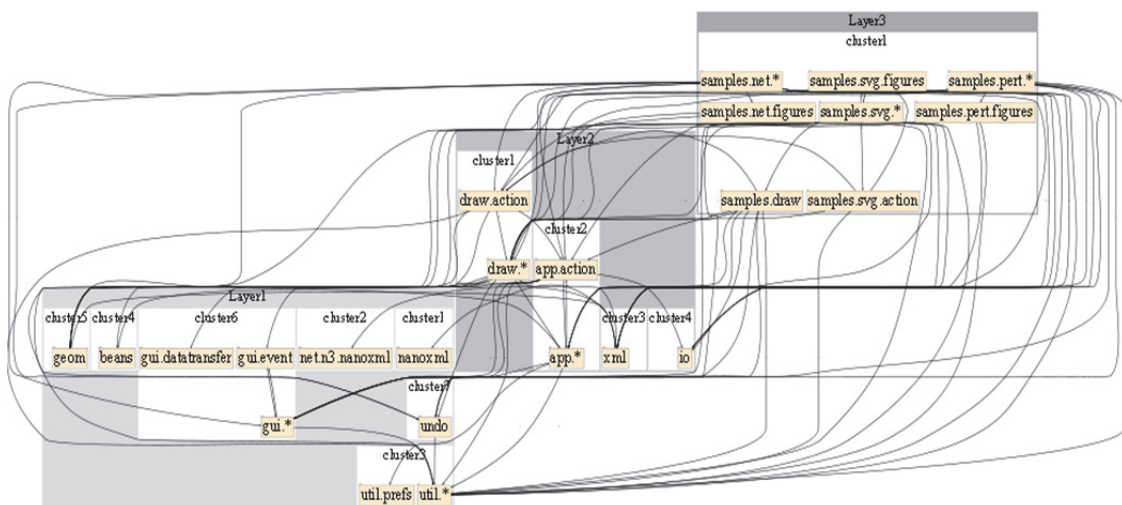 Layer3
cluster1
samples.net.* samples.svg.figures samples.pert.*
samples.net.figures samples.svg.* samples.pert.figures
Layer2
cluster1
draw.action samples.draw samples.svg.action
cluster2
draw.* app.action
Layer1
cluster5 cluster4 cluster6 cluster2 cluster1 cluster3 cluster4
geom beans gui.datatransfer gui.event net.n3.nanoxml nanoxml app.* xml io
cluster7
gui.* undo
cluster3
util.prefs util.*